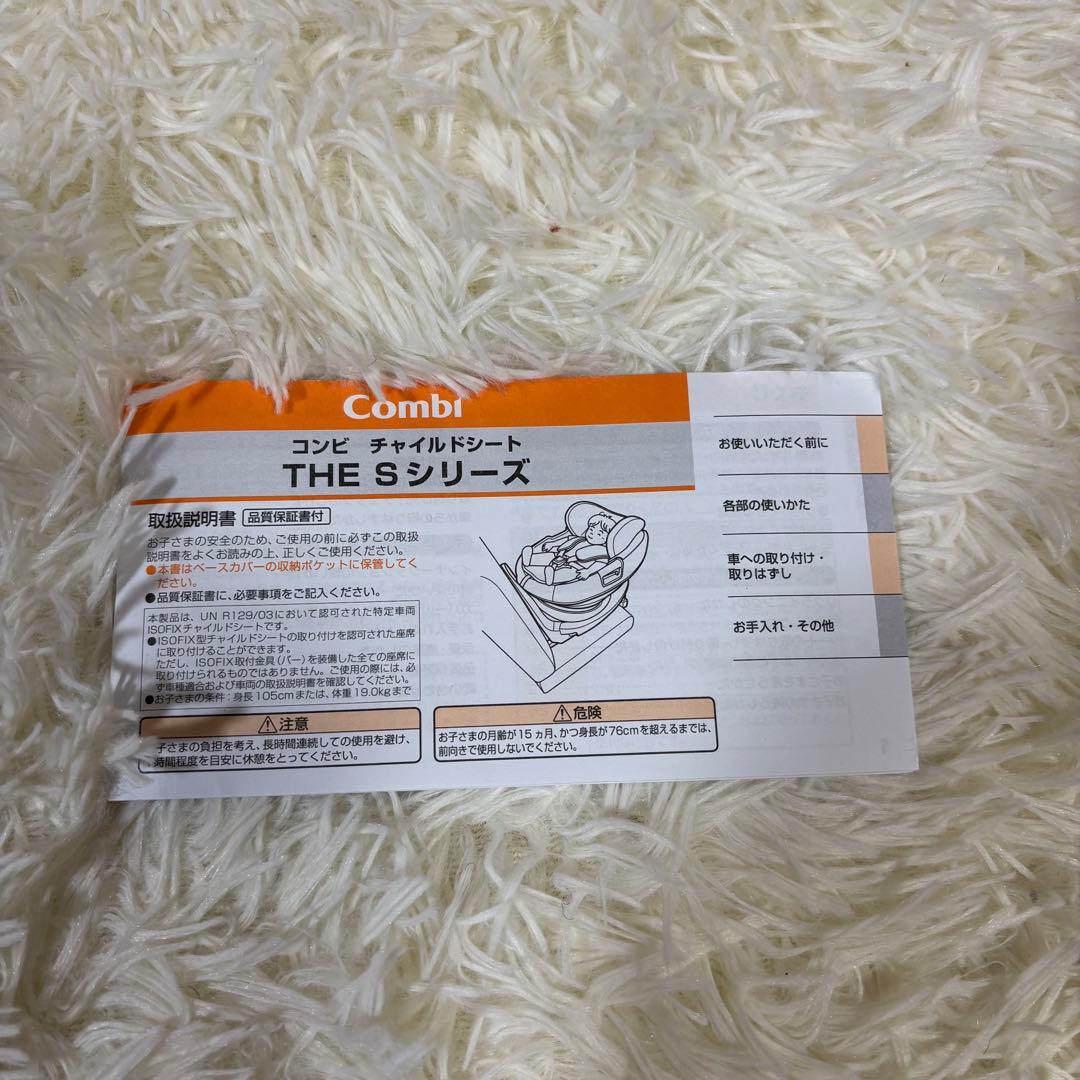 Combi
コンビ チャイルドシート
THE Sシリーズ
取扱説明書 品質保証書付
お子さまの安全のため、ご使用の前に必ずこの取扱
説明書をよくお読みの上、正しくご使用ください。
●本書はベースカバーの収納ポケットに保管してく
ださい。
●品質保証書に、必要事項をご記入ください。
本製品は、UN R129/03において認可された特定車両
ISOFIXチャイルドシートです。
●ISOFIX型チャイルドシートの取り付けを認可された座席
に取り付けることができます。
ただし、ISOFIX取付金具(バー)を装備した全ての座席に
取り付けられるものではありません。ご使用の際には、必
ず車種適合および車両の取扱説明書を確認してください。
●お子さまの条件:身長105cmまたは、体重19.0kgまで
⚠注意
子さまの負担を考え、長時間連続しての使用を避け、
時間程度を目安に休憩をとってください。
⚠危険
お子さまの月齢が15ヵ月、かつ身長が76cmを超えるまでは、
前向きで使用しないでください。
お使いいただく前に
各部の使いかた
車への取り付け・
取りはずし
お手入れ・その他